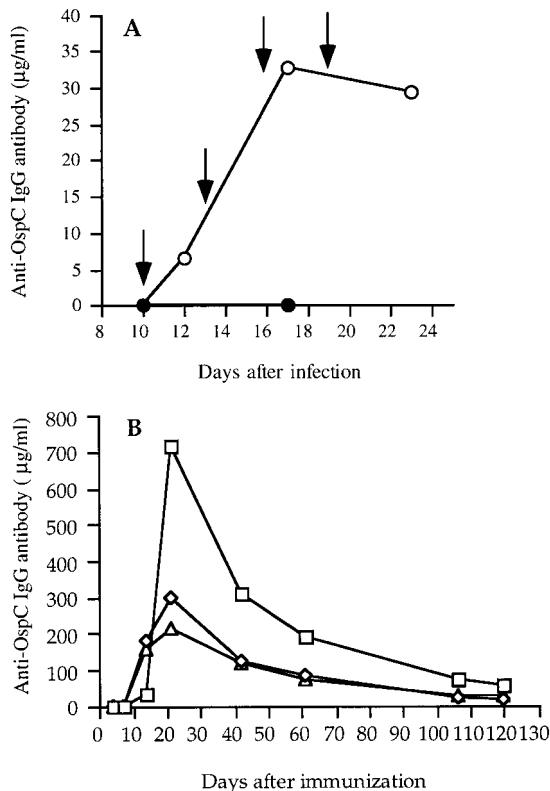 A
Anti-OspC IgG antibody (µg/ml)
40
35
30
25
20
15
10
5
0
8 10 12 14 16 18 20 22 24
Days after infection
B
Anti-OspC IgG antibody ( µg/ml)
800
700
600
500
400
300
200
100
0
0 10 20 30 40 50 60 70 80 90 100 110 120 130
Days after immunization